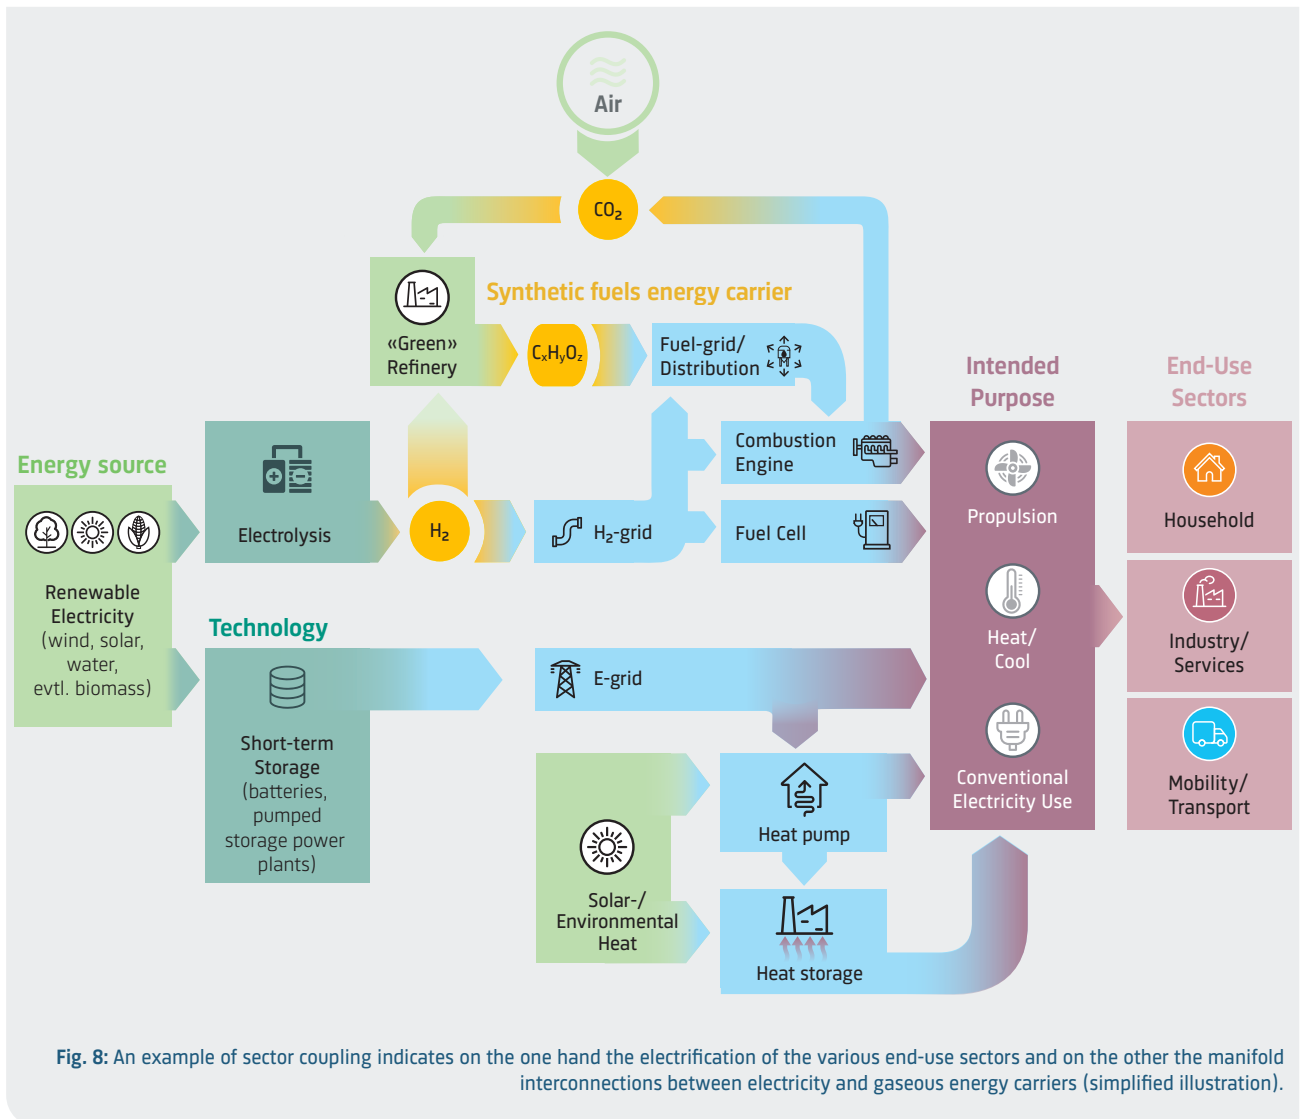 Air
CO₂
Synthetic fuels energy carrier
«Green»
Refinery
CₓHᵧO𝓏
Fuel-grid/
Distribution
Intended
Purpose
End-Use
Sectors
Energy source
Renewable
Electricity
(wind, solar,
water,
evtl. biomass)
Electrolysis
H₂
H₂-grid
Combustion
Engine
Fuel Cell
Technology
Short-term
Storage
(batteries,
pumped
storage power
plants)
E-grid
Solar-/
Environmental
Heat
Heat pump
Heat storage
Propulsion
Heat/
Cool
Conventional
Electricity Use
Household
Industry/
Services
Mobility/
Transport
Fig. 8: An example of sector coupling indicates on the one hand the electrification of the various end-use sectors and on the other the manifold
interconnections between electricity and gaseous energy carriers (simplified illustration).